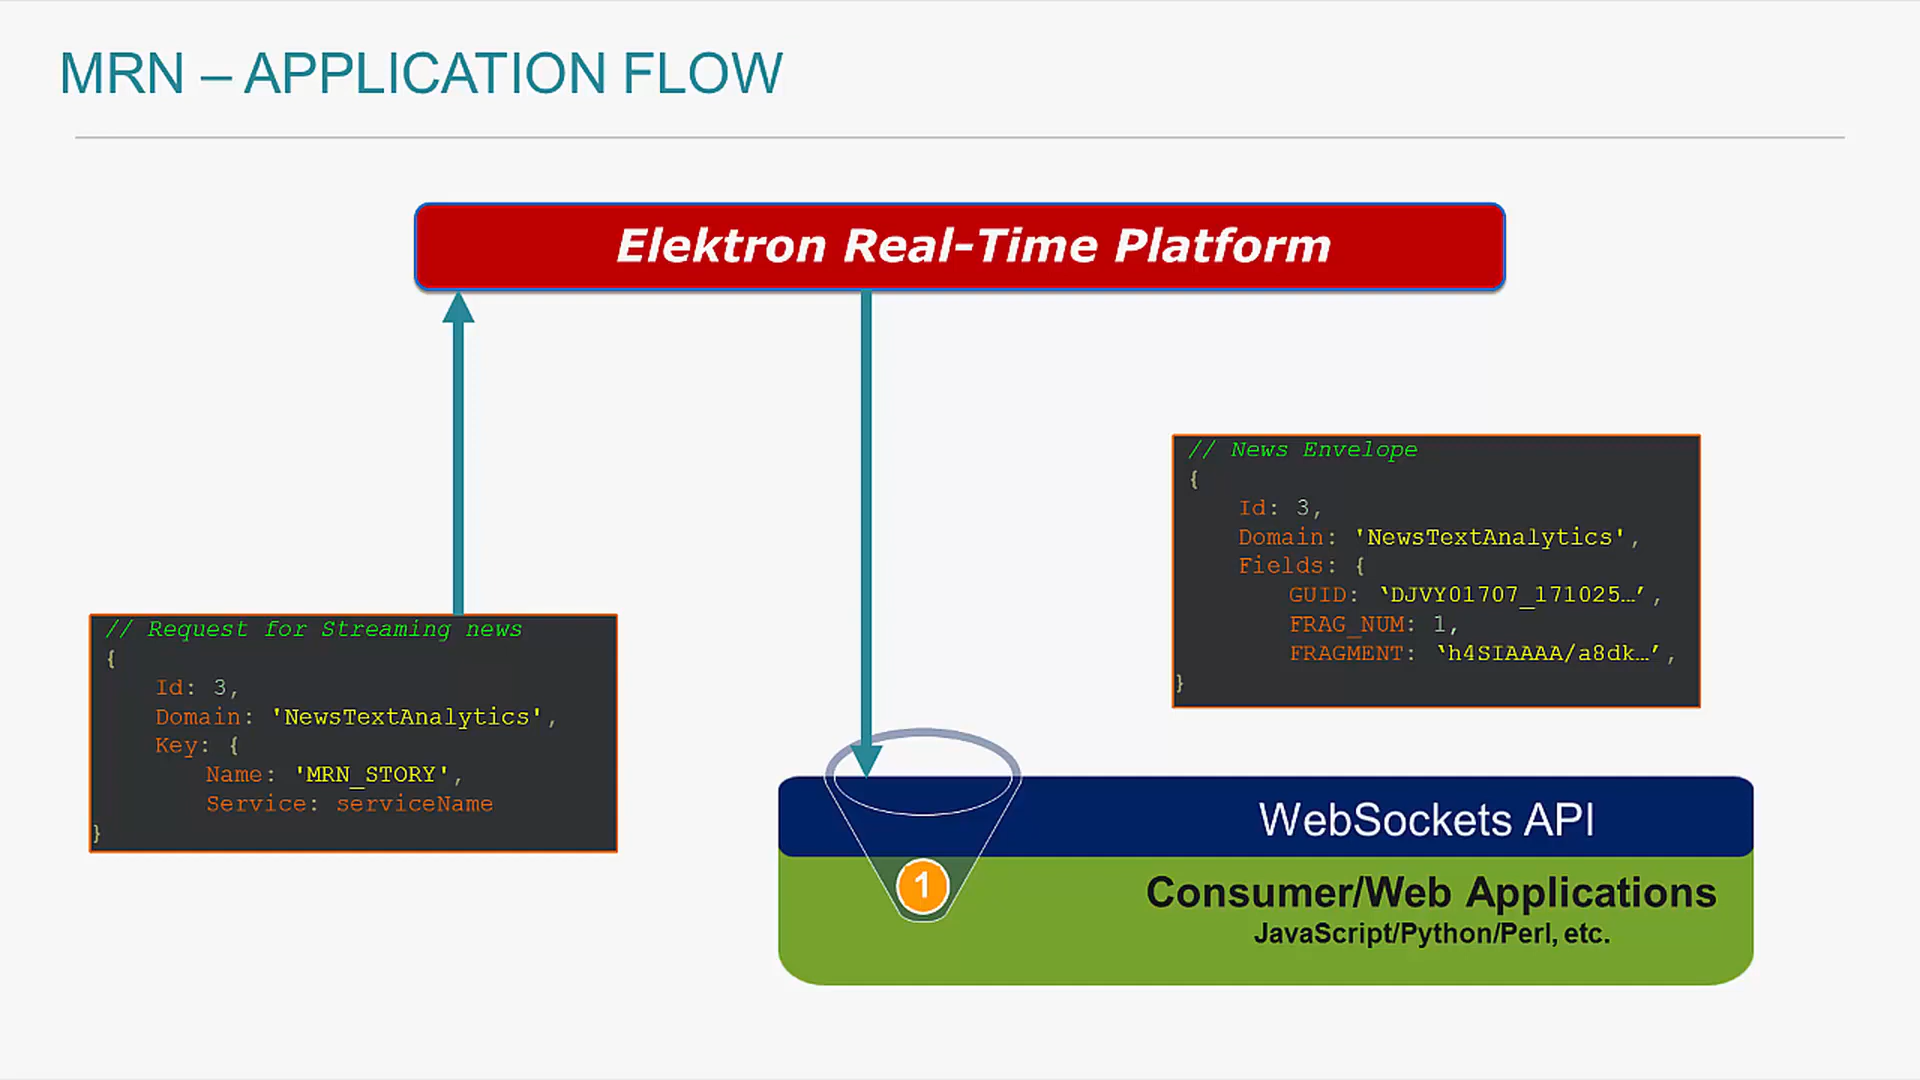 MRN – APPLICATION FLOW
Elektron Real-Time Platform
// News Envelope
{
Id: 3,
Domain: 'NewsTextAnalytics',
Fields: {
GUID: ‘DJVY01707_171025…’,
FRAG_NUM: 1,
FRAGMENT: ‘h4SIAAAA/a8dk…’,
}
// Request for Streaming news
{
Id: 3,
Domain: 'NewsTextAnalytics',
Key: {
Name: 'MRN_STORY',
Service: serviceName
}
WebSockets API
1
Consumer/Web Applications
JavaScript/Python/Perl, etc.